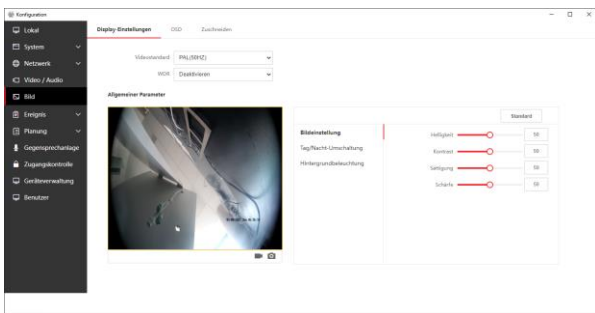 Konfiguration
Lokal
System
Netzwerk
Video / Audio
Bild
Ereignis
Planung
Gegensprechanlage
Zugangskontrolle
Geräteverwaltung
Benutzer
Display-Einstellungen OSD Zuschneiden
Videostandard PAL(50HZ)
WDR Deaktivieren
Allgemeiner Parameter
Standard
Bildeinstellung
Tag/Nacht-Umschaltung
Hintergrundbeleuchtung
Helligkeit 50
Kontrast 50
Sättigung 50
Schärfe 50